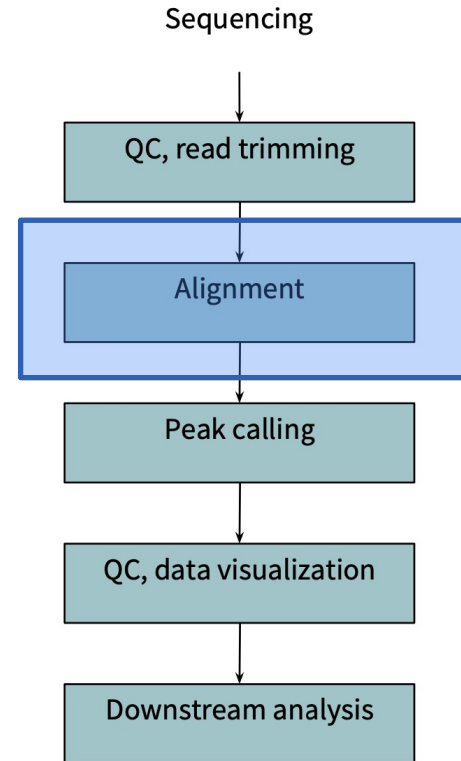 Sequencing
QC, read trimming
Alignment
Peak calling
QC, data visualization
Downstream analysis